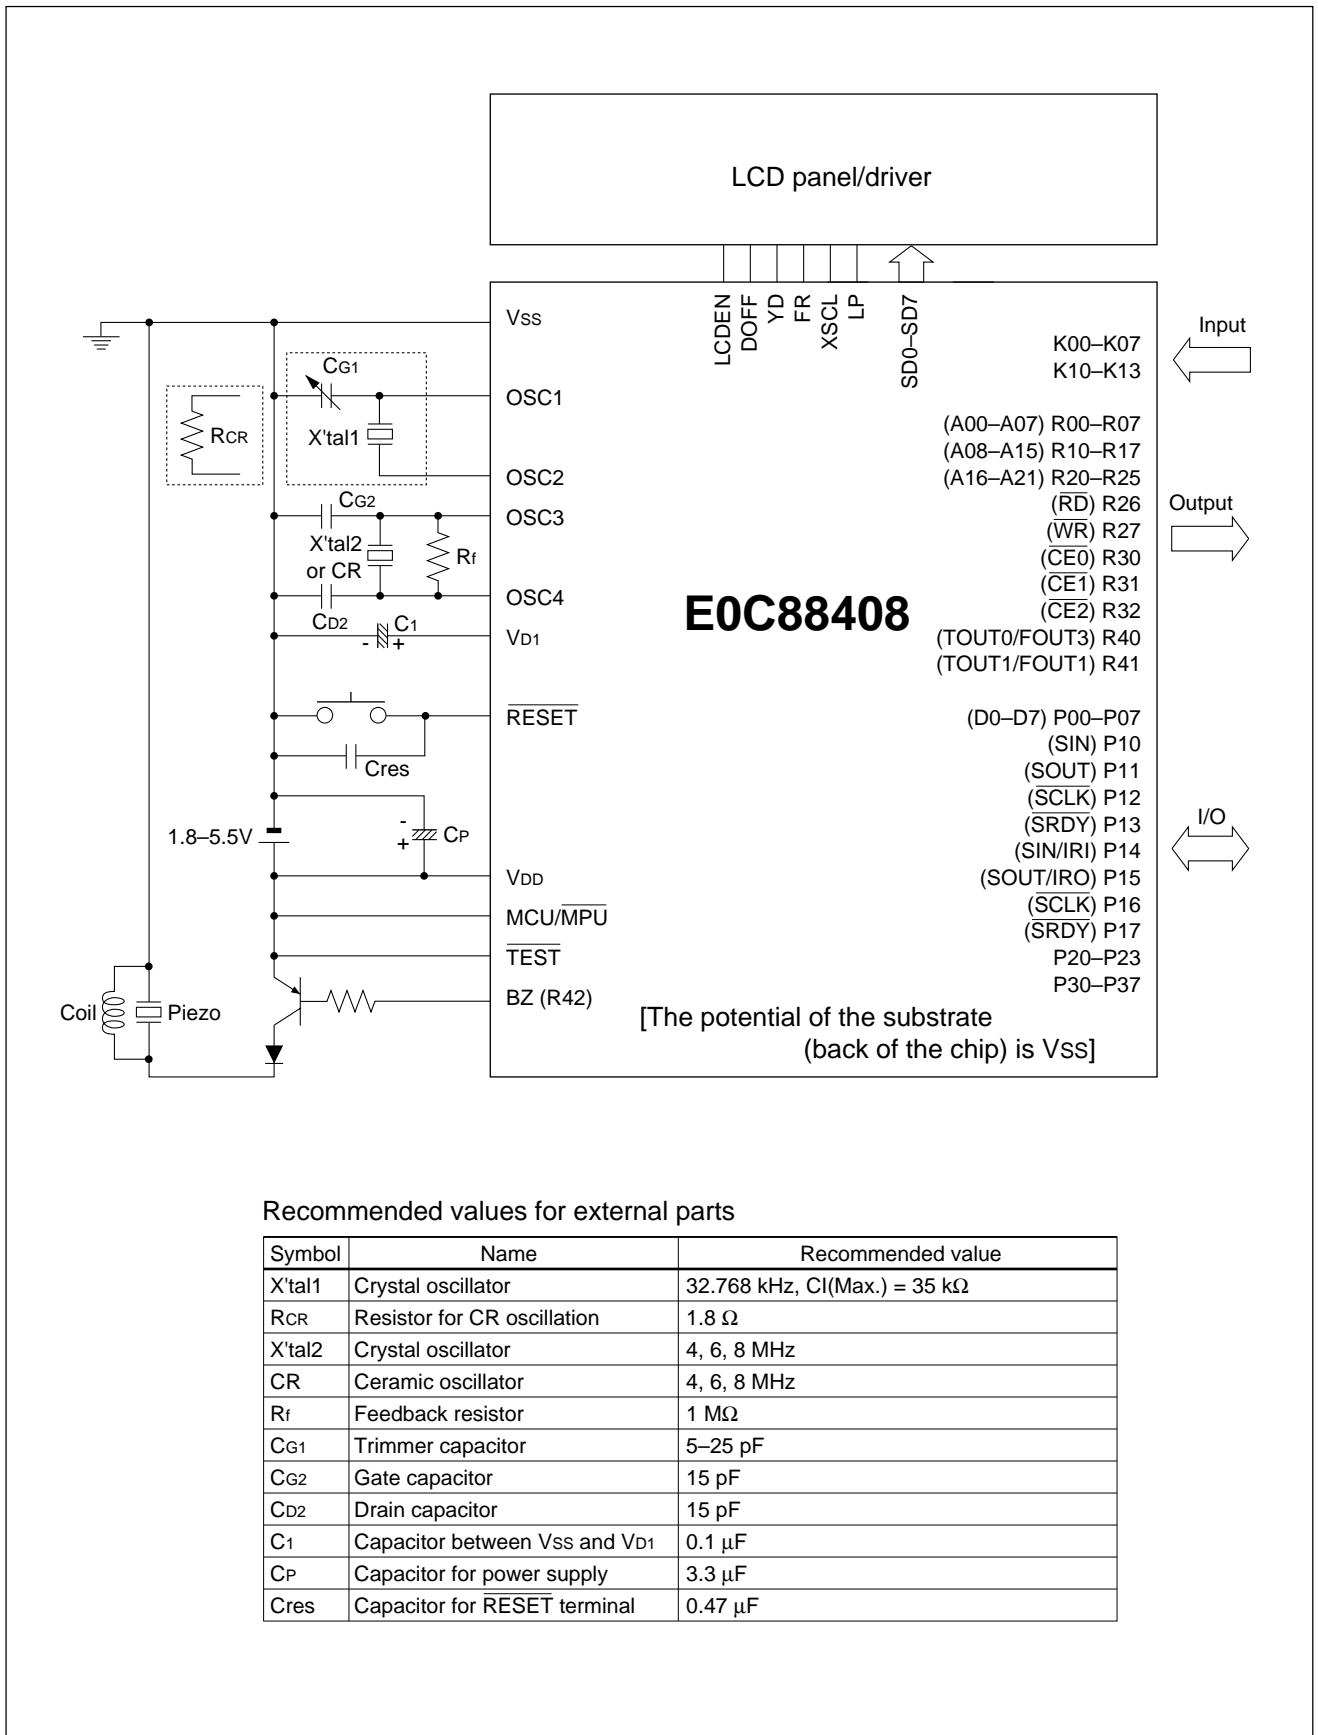 LCD panel/driver
LCDEN
DOFF
YD
FR
XSCL
LP
SD0–SD7
VSS
CG1
OSC1
RCR
X'tal1
OSC2
CG2
OSC3
X'tal2
or CR
Rf
OSC4
CD2
C1
- +
VD1
RESET
Cres
1.8–5.5V
-
+
CP
VDD
MCU/MPU
TEST
BZ (R42)
Coil
Piezo
E0C88408
K00–K07
K10–K13
Input
(A00–A07) R00–R07
(A08–A15) R10–R17
(A16–A21) R20–R25
(RD) R26
(WR) R27
(CE0) R30
(CE1) R31
(CE2) R32
(TOUT0/FOUT3) R40
(TOUT1/FOUT1) R41
Output
(D0–D7) P00–P07
(SIN) P10
(SOUT) P11
(SCLK) P12
(SRDY) P13
(SIN/IRI) P14
(SOUT/IRO) P15
(SCLK) P16
(SRDY) P17
P20–P23
P30–P37
I/O
[The potential of the substrate
(back of the chip) is VSS]
Recommended values for external parts
Symbol Name Recommended value
X'tal1 Crystal oscillator 32.768 kHz, CI(Max.) = 35 kΩ
RCR Resistor for CR oscillation 1.8 Ω
X'tal2 Crystal oscillator 4, 6, 8 MHz
CR Ceramic oscillator 4, 6, 8 MHz
Rf Feedback resistor 1 MΩ
CG1 Trimmer capacitor 5–25 pF
CG2 Gate capacitor 15 pF
CD2 Drain capacitor 15 pF
C1 Capacitor between VSS and VD1 0.1 µF
CP Capacitor for power supply 3.3 µF
Cres Capacitor for RESET terminal 0.47 µF